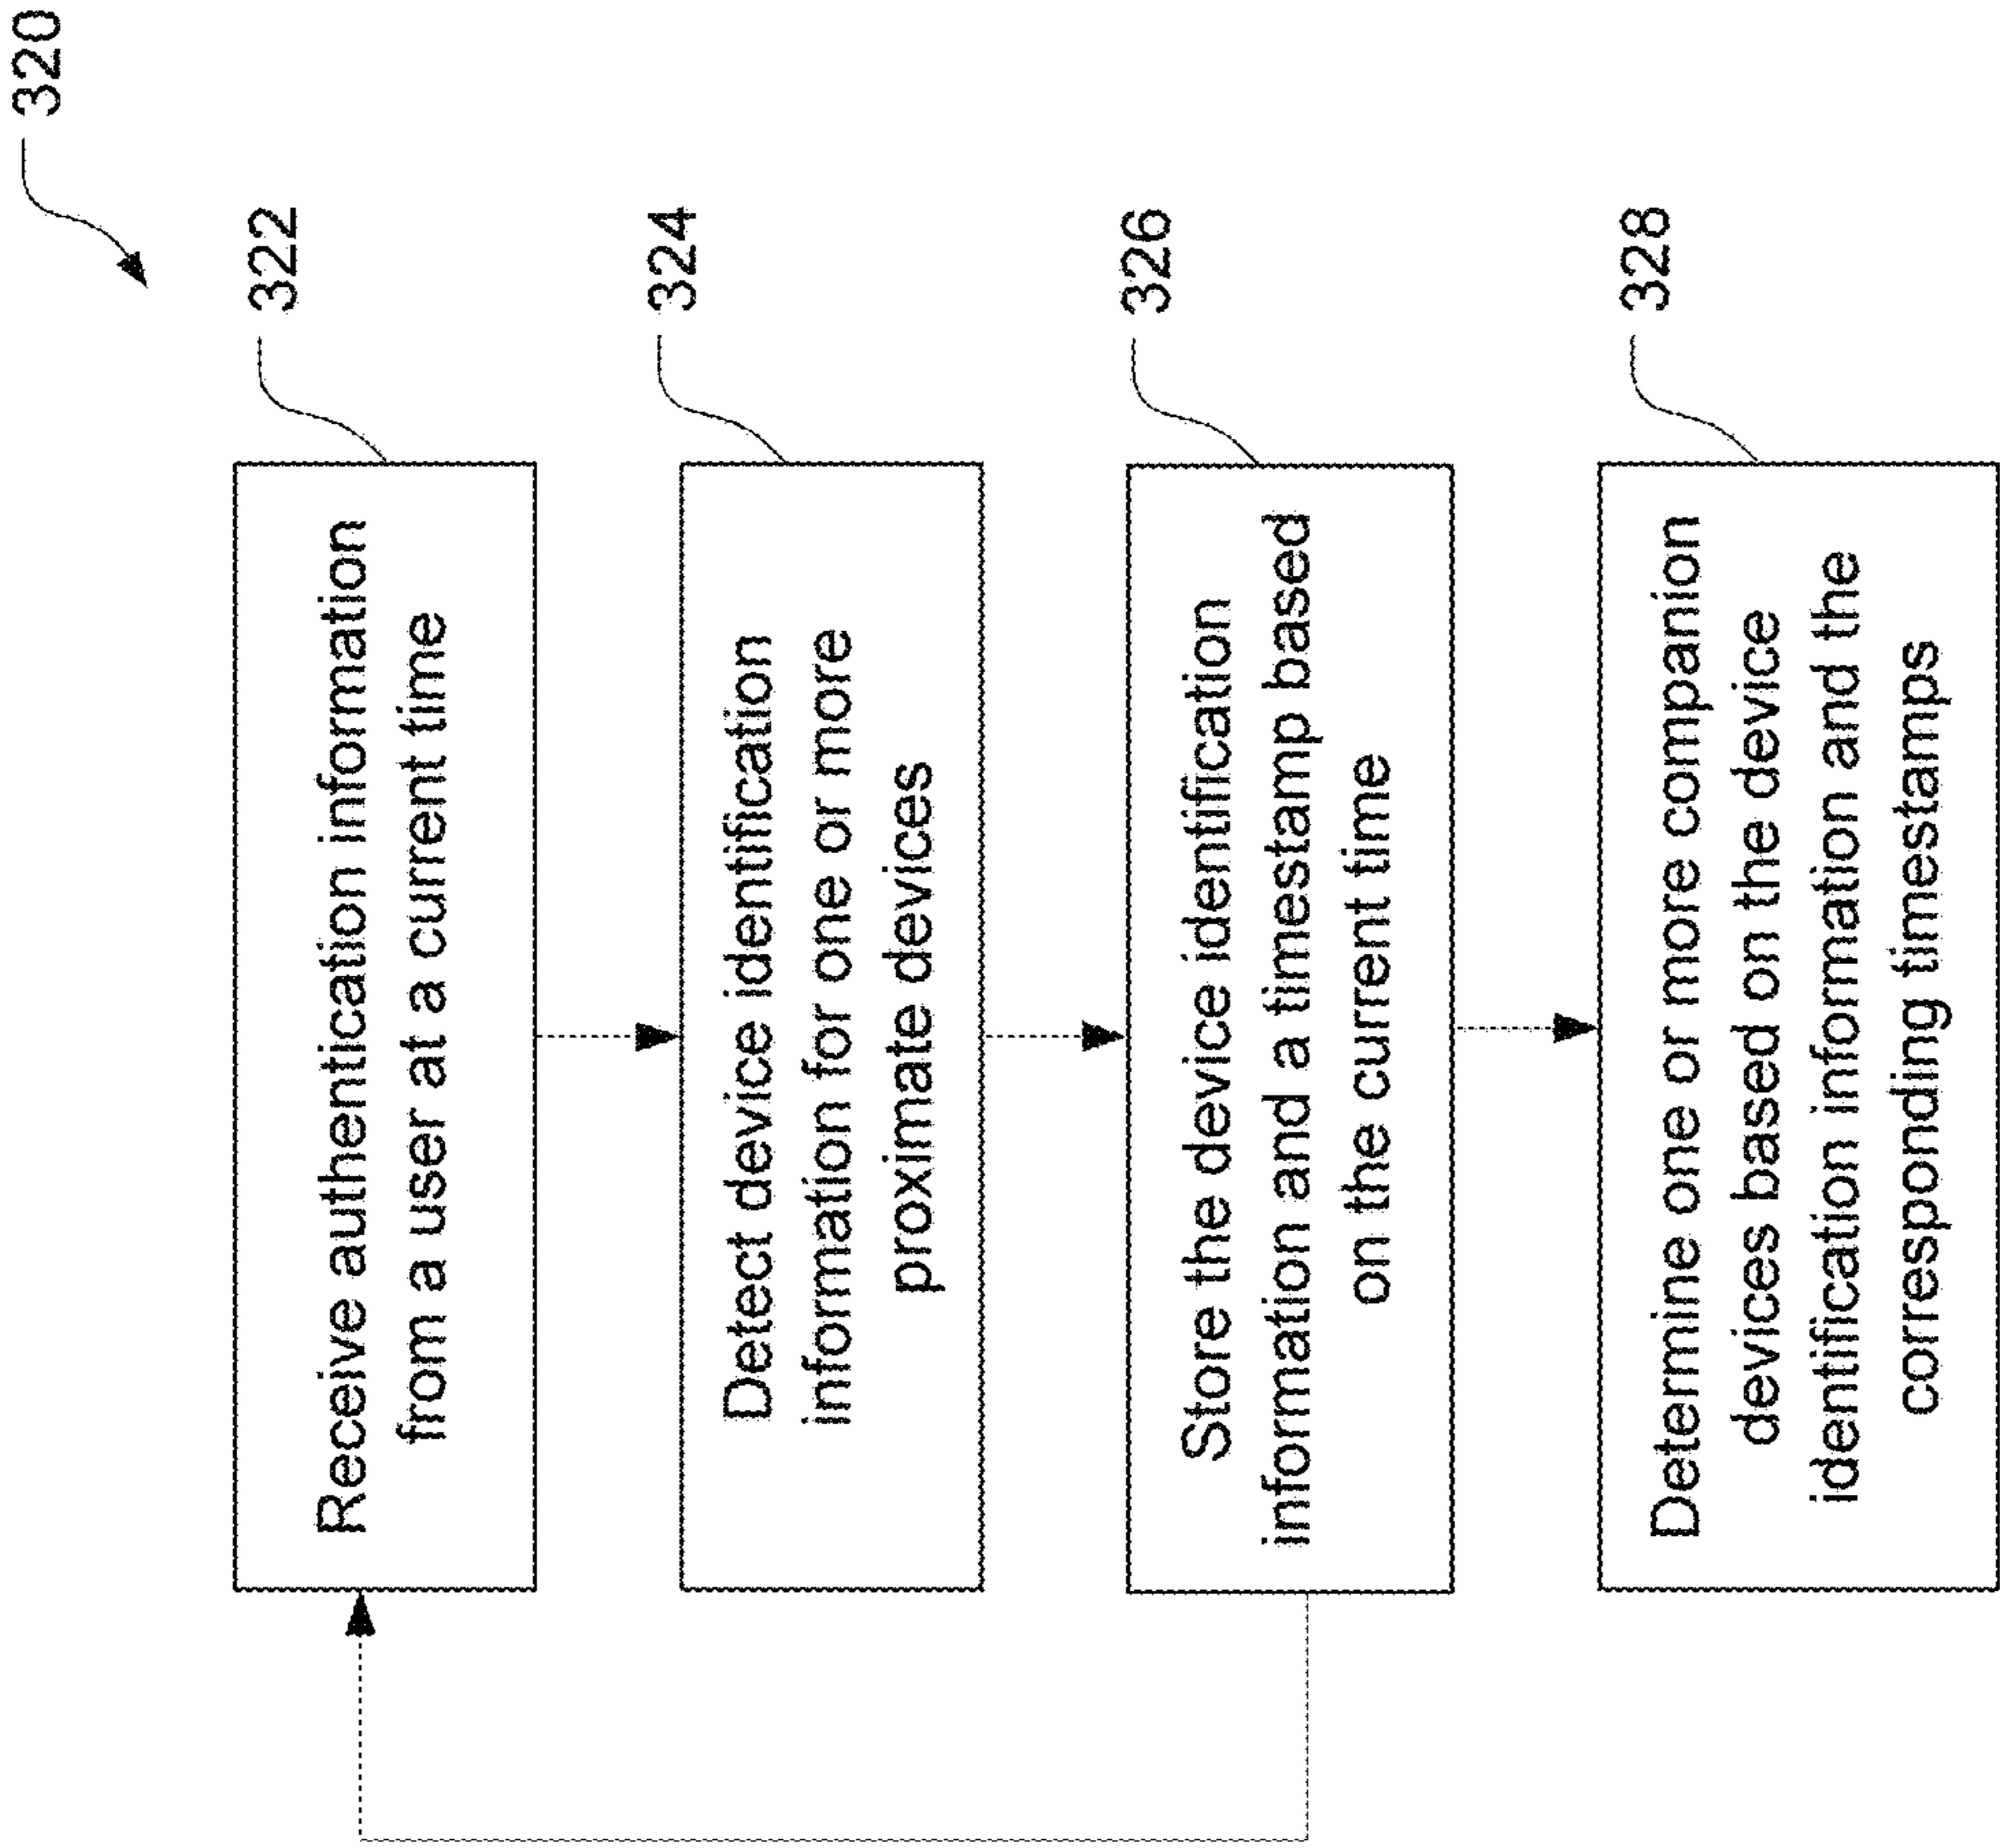 320
322
Receive authentication information
from a user at a current time
324
Detect device identification
information for one or more
proximate devices
326
Store the device identification
information and a timestamp based
on the current time
328
Determine one or more companion
devices based on the device
identification information and the
corresponding timestamps